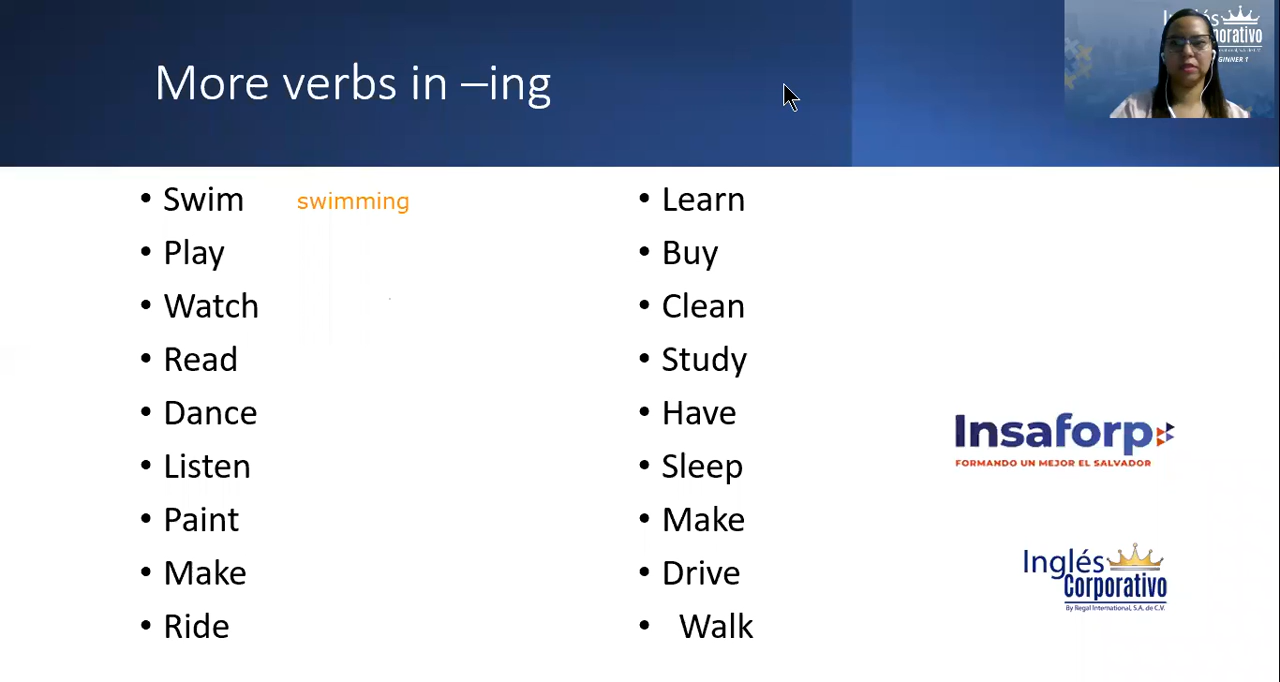 More verbs in –ing
• Swim swimming
• Play
• Watch
• Read
• Dance
• Listen
• Paint
• Make
• Ride
• Learn
• Buy
• Clean
• Study
• Have
• Sleep
• Make
• Drive
• Walk
Insaforp
FORMANDO UN MEJOR EL SALVADOR
Inglés
Corporativo
By Regal International, S.A. de C.V.